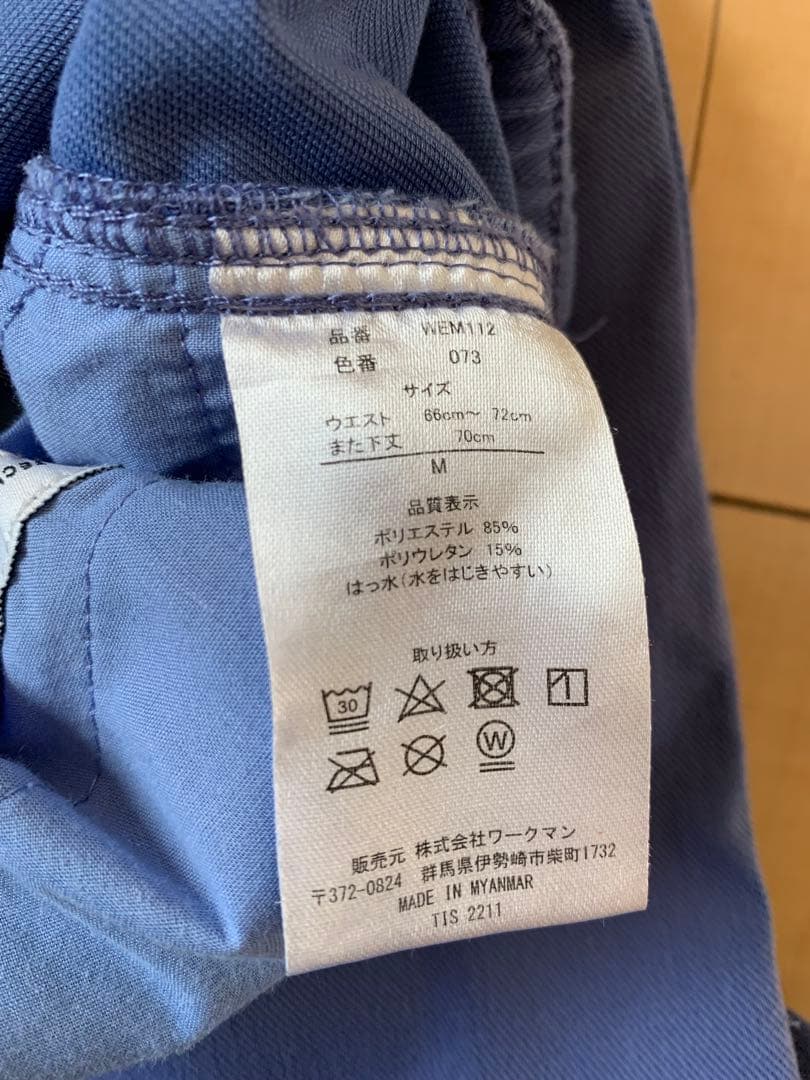 品番 WEM112
色番 073
サイズ
ウエスト 66cm〜 72cm
また下丈 70cm
M
品質表示
ポリエステル 85%
ポリウレタン 15%
はっ水(水をはじきやすい)
取り扱い方
30
W
販売元 株式会社ワークマン
〒372-0824 群馬県伊勢崎市柴町1732
MADE IN MYANMAR
TIS 2211